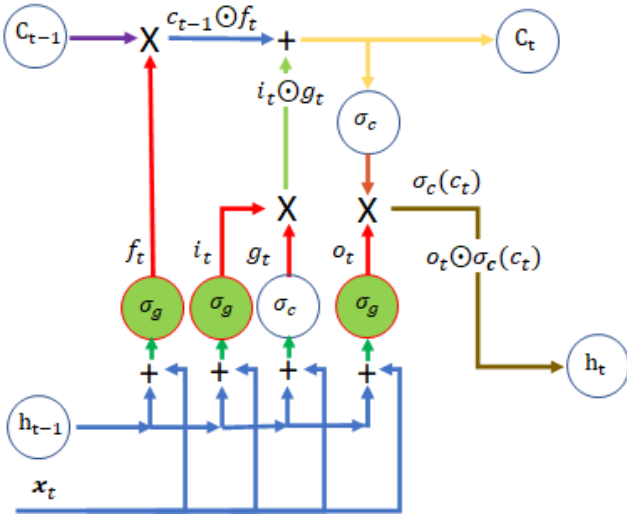 C_{t-1}
X
c_{t-1}⊙f_t
+
C_t
i_t⊙g_t
σ_c
σ_c(c_t)
X
X
f_t
i_t
g_t
o_t
o_t⊙σ_c(c_t)
σ_g
σ_g
σ_c
σ_g
+
+
+
+
h_t
h_{t-1}
x_t